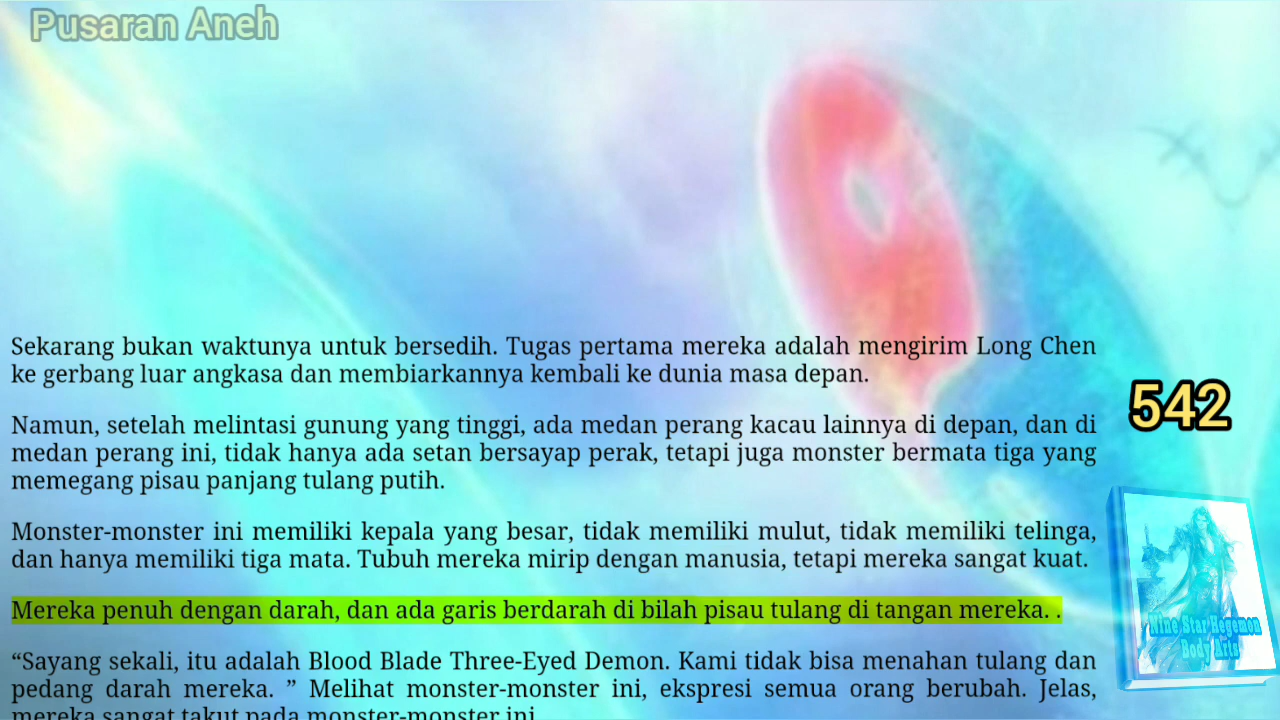 Pusaran Aneh
Sekarang bukan waktunya untuk bersedih. Tugas pertama mereka adalah mengirim Long Chen
ke gerbang luar angkasa dan membiarkannya kembali ke dunia masa depan.
Namun, setelah melintasi gunung yang tinggi, ada medan perang kacau lainnya di depan, dan di
medan perang ini, tidak hanya ada setan bersayap perak, tetapi juga monster bermata tiga yang
memegang pisau panjang tulang putih.
542
Monster-monster ini memiliki kepala yang besar, tidak memiliki mulut, tidak memiliki telinga,
dan hanya memiliki tiga mata. Tubuh mereka mirip dengan manusia, tetapi mereka sangat kuat.
Mereka penuh dengan darah, dan ada garis berdarah di bilah pisau tulang di tangan mereka. .
“Sayang sekali, itu adalah Blood Blade Three-Eyed Demon. Kami tidak bisa menahan tulang dan
pedang darah mereka. ” Melihat monster-monster ini, ekspresi semua orang berubah. Jelas,
mereka sangat takut pada monster-monster ini.
Nine Star Hegemon
Body Arts